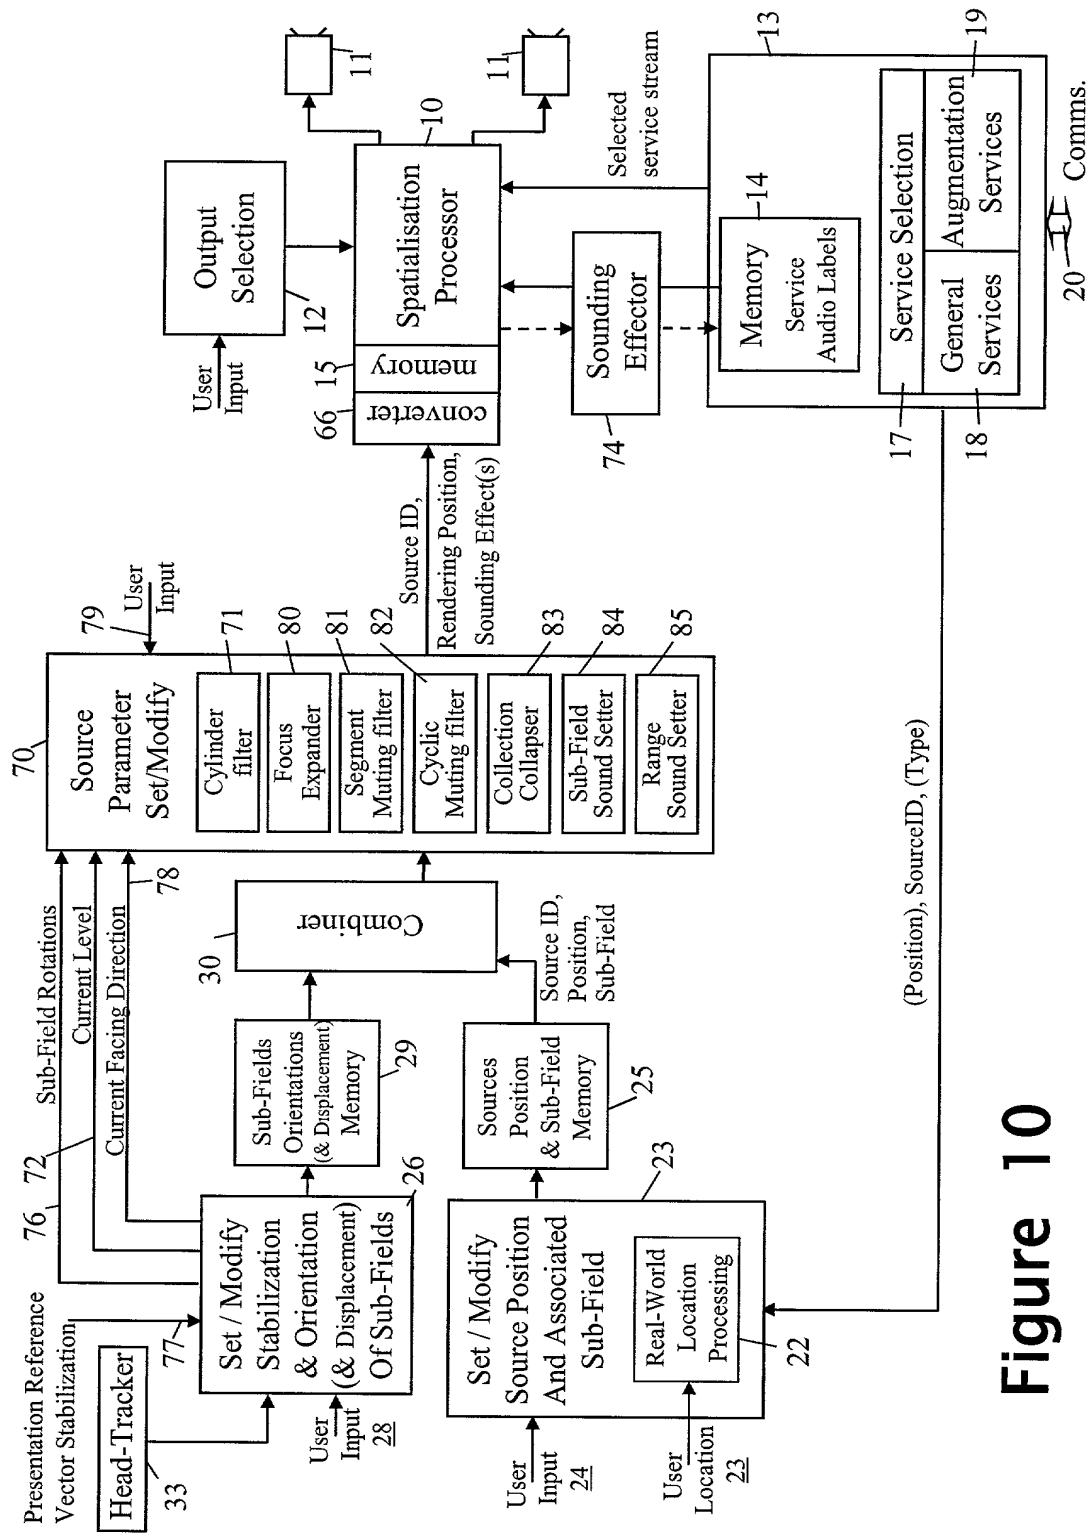 Presentation Reference
Vector Stabilization
Head-Tracker
33
77
76
72
Sub-Field Rotations
Current Level
Current Facing Direction
78
Set / Modify
Stabilization
& Orientation
(& Displacement)
Of Sub-Fields
26
User
Input
28
Sub-Fields
Orientations
(& Displacement)
Memory
29
Set / Modify
Source Position
And Associated
Sub-Field
23
Real-World
Location
Processing
22
User
Input
24
User
Location
23
Sources
Position
& Sub-Field
Memory
25
Source ID,
Position,
Sub-Field
30
Combiner
70
Source
Parameter
Set/Modify
79
User
Input
Cylinder
filter
71
Focus
Expander
80
Segment
Muting filter
81
Cyclic
Muting filter
82
Collection
Collapser
83
Sub-Field
Sound Setter
84
Range
Sound Setter
85
Source ID,
Rendering Position,
Sounding Effect(s)
User
Input
Output
Selection
12
66
converter
15
memory
Spatialisation
Processor
10
11
11
Sounding
Effector
74
Selected
service stream
13
Memory
Service
Audio Labels
14
Service Selection
17
General
Services
18
Augmentation
Services
19
20
Comms.
(Position), SourceID, (Type)
Figure 10